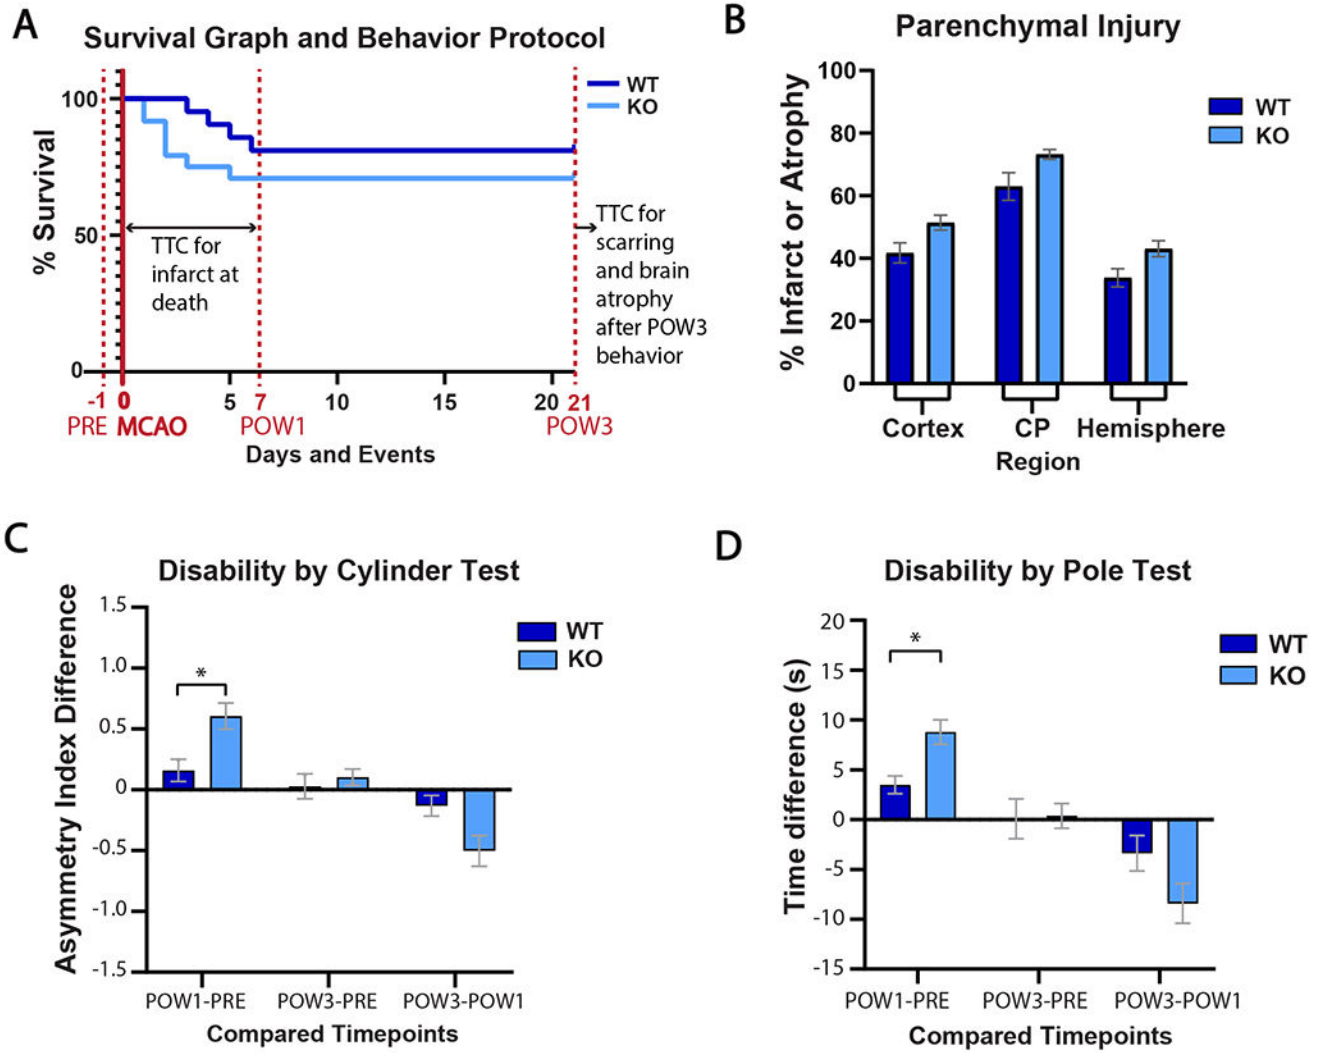 A
Survival Graph and Behavior Protocol
WT
KO
% Survival
100
50
0
TTC for
infarct at
death
TTC for
scarring
and brain
atrophy
after POW3
behavior
-1 0 5 7 10 15 20 21
PRE MCAO POW1 POW3
Days and Events
B
Parenchymal Injury
WT
KO
% Infarct or Atrophy
100
80
60
40
20
0
Cortex CP Hemisphere
Region
C
Disability by Cylinder Test
WT
KO
Asymmetry Index Difference
1.5
1.0
0.5
0
-0.5
-1.0
-1.5
*
POW1-PRE POW3-PRE POW3-POW1
Compared Timepoints
D
Disability by Pole Test
WT
KO
Time difference (s)
20
15
10
5
0
-5
-10
-15
*
POW1-PRE POW3-PRE POW3-POW1
Compared Timepoints